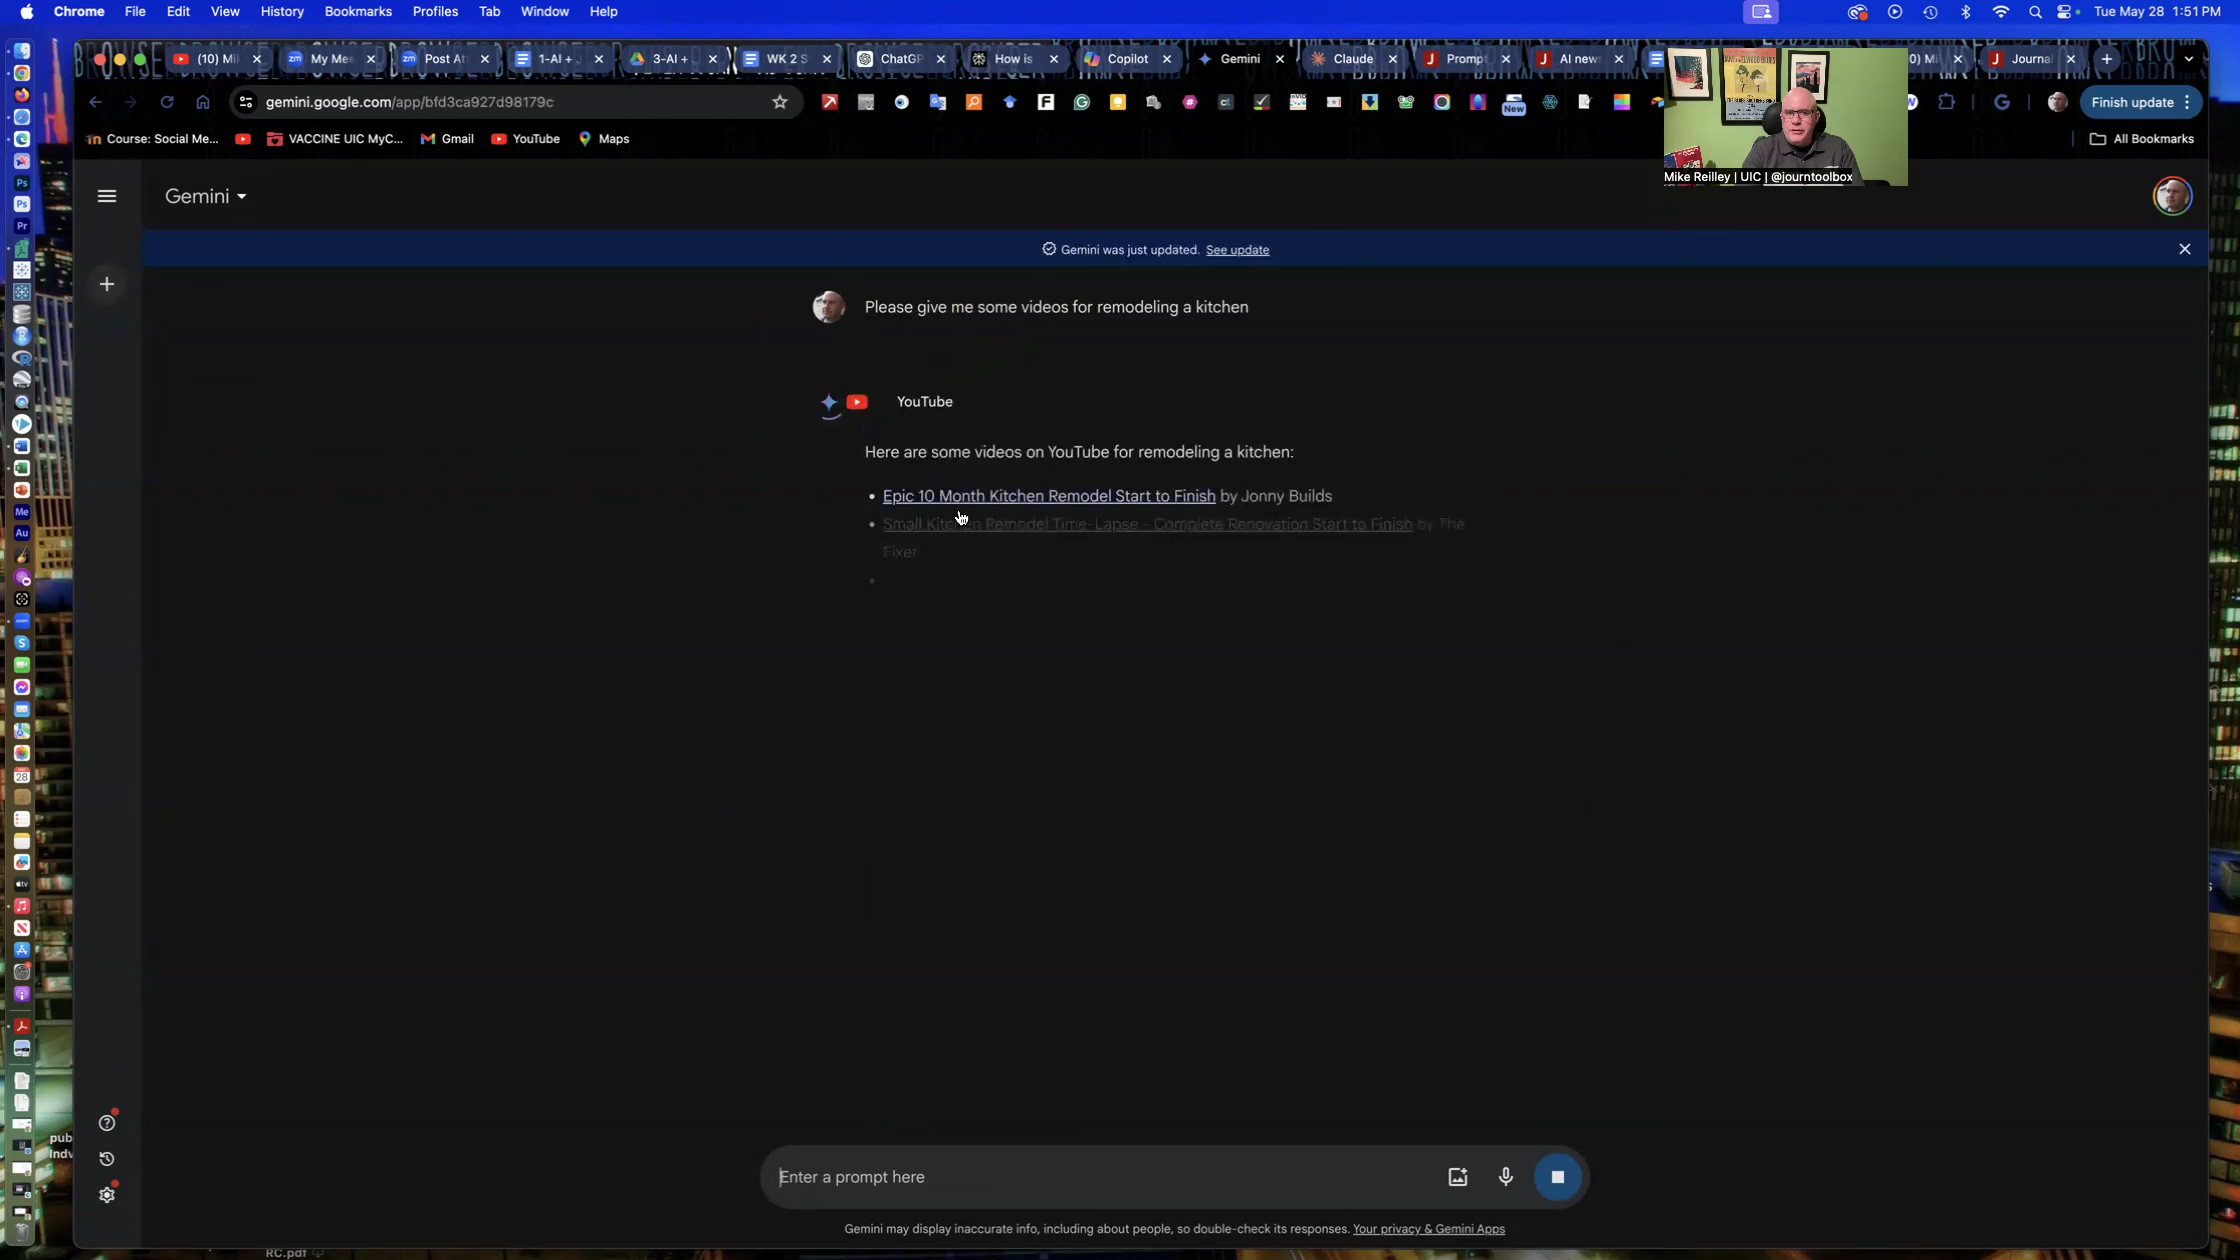 Chrome File Edit View History Bookmarks Profiles Tab Window Help
Tue May 28 1:51 PM
(10) Mi
My Mee
Post At
1-AI +
3-AI +
WK 2 S
ChatGP
How is
Copilot
Gemini
Claude
Prompt
AI news
Journal
gemini.google.com/app/bfd3ca927d98179c
New
Finish update
Course: Social Me...
VACCINE UIC MyC...
Gmail
YouTube
Maps
All Bookmarks
Mike Reilley | UIC | @journtoolbox
Gemini
Gemini was just updated. See update
Please give me some videos for remodeling a kitchen
YouTube
Here are some videos on YouTube for remodeling a kitchen:
• Epic 10 Month Kitchen Remodel Start to Finish by Jonny Builds
• Small Kitchen Remodel Time-Lapse - Complete Renovation Start to Finish by The
Fixer
•
Enter a prompt here
Gemini may display inaccurate info, including about people, so double-check its responses. Your privacy & Gemini Apps
pub
RC.pdf